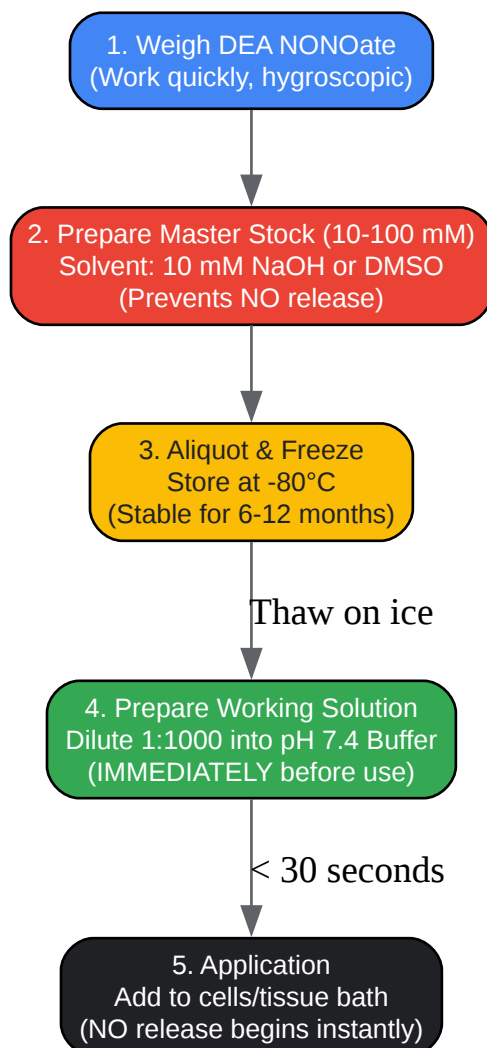 1. Weigh DEA NONOate
(Work quickly, hygroscopic)
2. Prepare Master Stock (10-100 mM)
Solvent: 10 mM NaOH or DMSO
(Prevents NO release)
3. Aliquot & Freeze
Store at -80°C
(Stable for 6-12 months)
Thaw on ice
4. Prepare Working Solution
Dilute 1:1000 into pH 7.4 Buffer
(IMMEDIATELY before use)
< 30 seconds
5. Application
Add to cells/tissue bath
(NO release begins instantly)